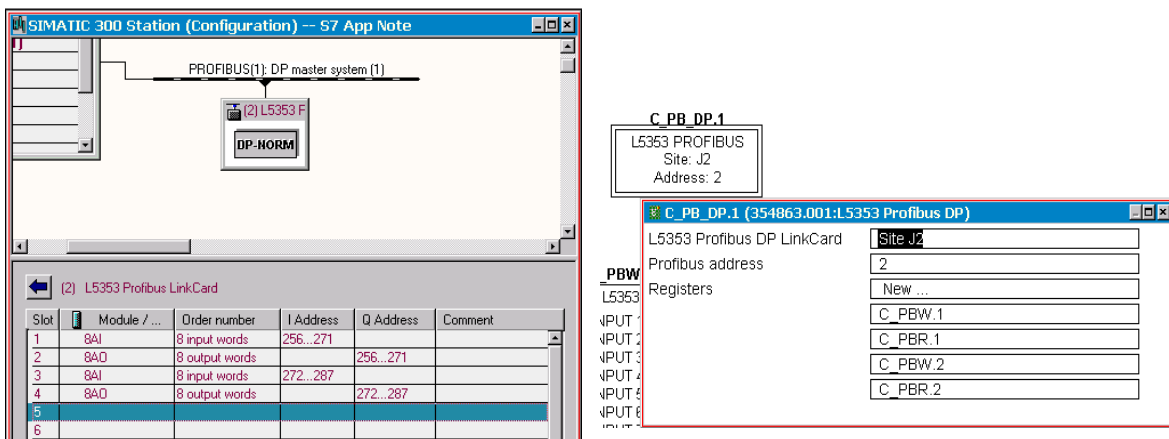 SIMATIC 300 Station (Configuration) -- S7 App Note
PROFIBUS(1): DP master system (1)
(2) L5353 F
DP-NORM
(2) L5353 Profibus LinkCard
Slot Module / ... Order number I Address Q Address Comment
1 8AI 8 input words 256...271
2 8AO 8 output words 256...271
3 8AI 8 input words 272...287
4 8AO 8 output words 272...287
5
6
C_PB_DP.1
L5353 PROFIBUS
Site: J2
Address: 2
C_PB_DP.1 (354863.001:L5353 Profibus DP)
L5353 Profibus DP LinkCard Site J2
Profibus address 2
Registers New ...
C_PBW.1
C_PBR.1
C_PBW.2
C_PBR.2
_PBW
L5353
NPUT
NPUT 2
NPUT 3
NPUT 4
NPUT 5
NPUT 6